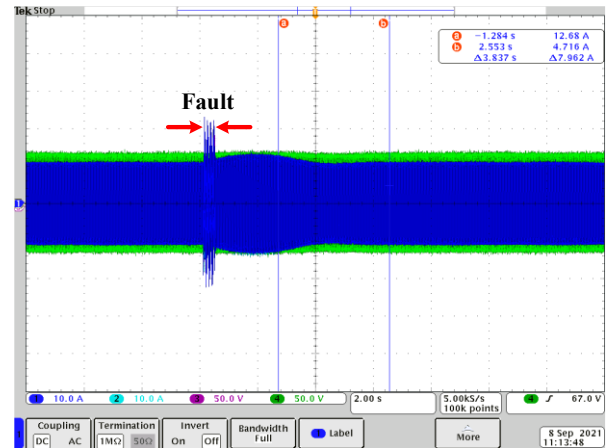 Tek Stop
a
b
a -1.284 s 12.68 A
b 2.553 s 4.716 A
Δ3.837 s Δ7.962 A
Fault
1
1 10.0 A 2 10.0 A 3 50.0 V 4 50.0 V 2.00 s 5.00kS/s 4 67.0 V
100k points
Coupling Termination Invert Bandwidth 1 Label More 8 Sep 2021
DC AC 1MΩ 50Ω On Off Full 11:13:48
1